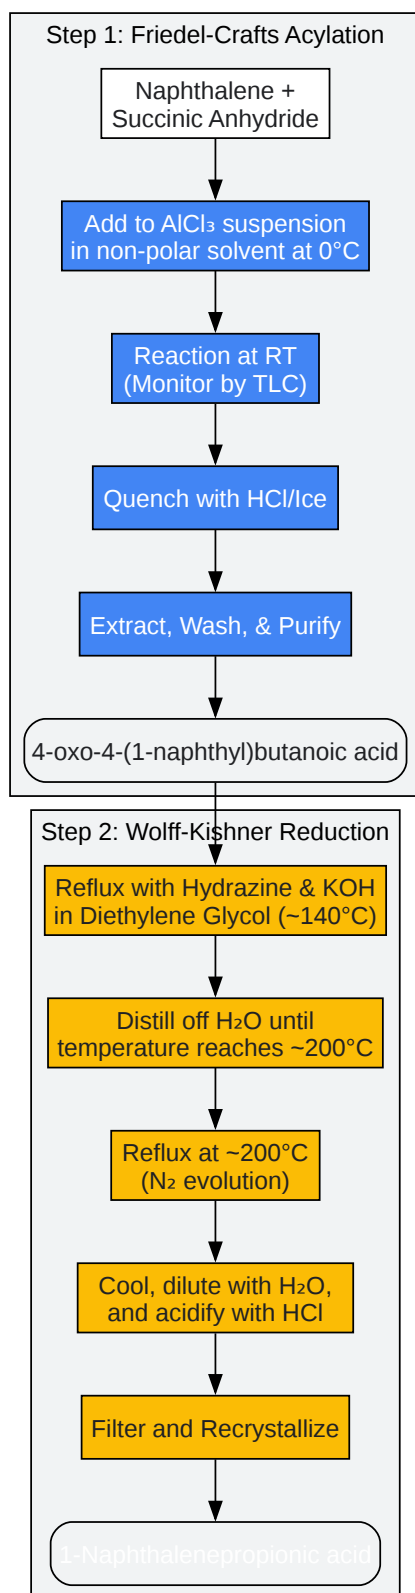 Step 1: Friedel-Crafts Acylation
Naphthalene +
Succinic Anhydride
Add to AlCl₃ suspension
in non-polar solvent at 0°C
Reaction at RT
(Monitor by TLC)
Quench with HCl/Ice
Extract, Wash, & Purify
4-oxo-4-(1-naphthyl)butanoic acid
Step 2: Wolff-Kishner Reduction
Reflux with Hydrazine & KOH
in Diethylene Glycol (~140°C)
Distill off H₂O until
temperature reaches ~200°C
Reflux at ~200°C
(N₂ evolution)
Cool, dilute with H₂O,
and acidify with HCl
Filter and Recrystallize
1-Naphthalenepropionic acid